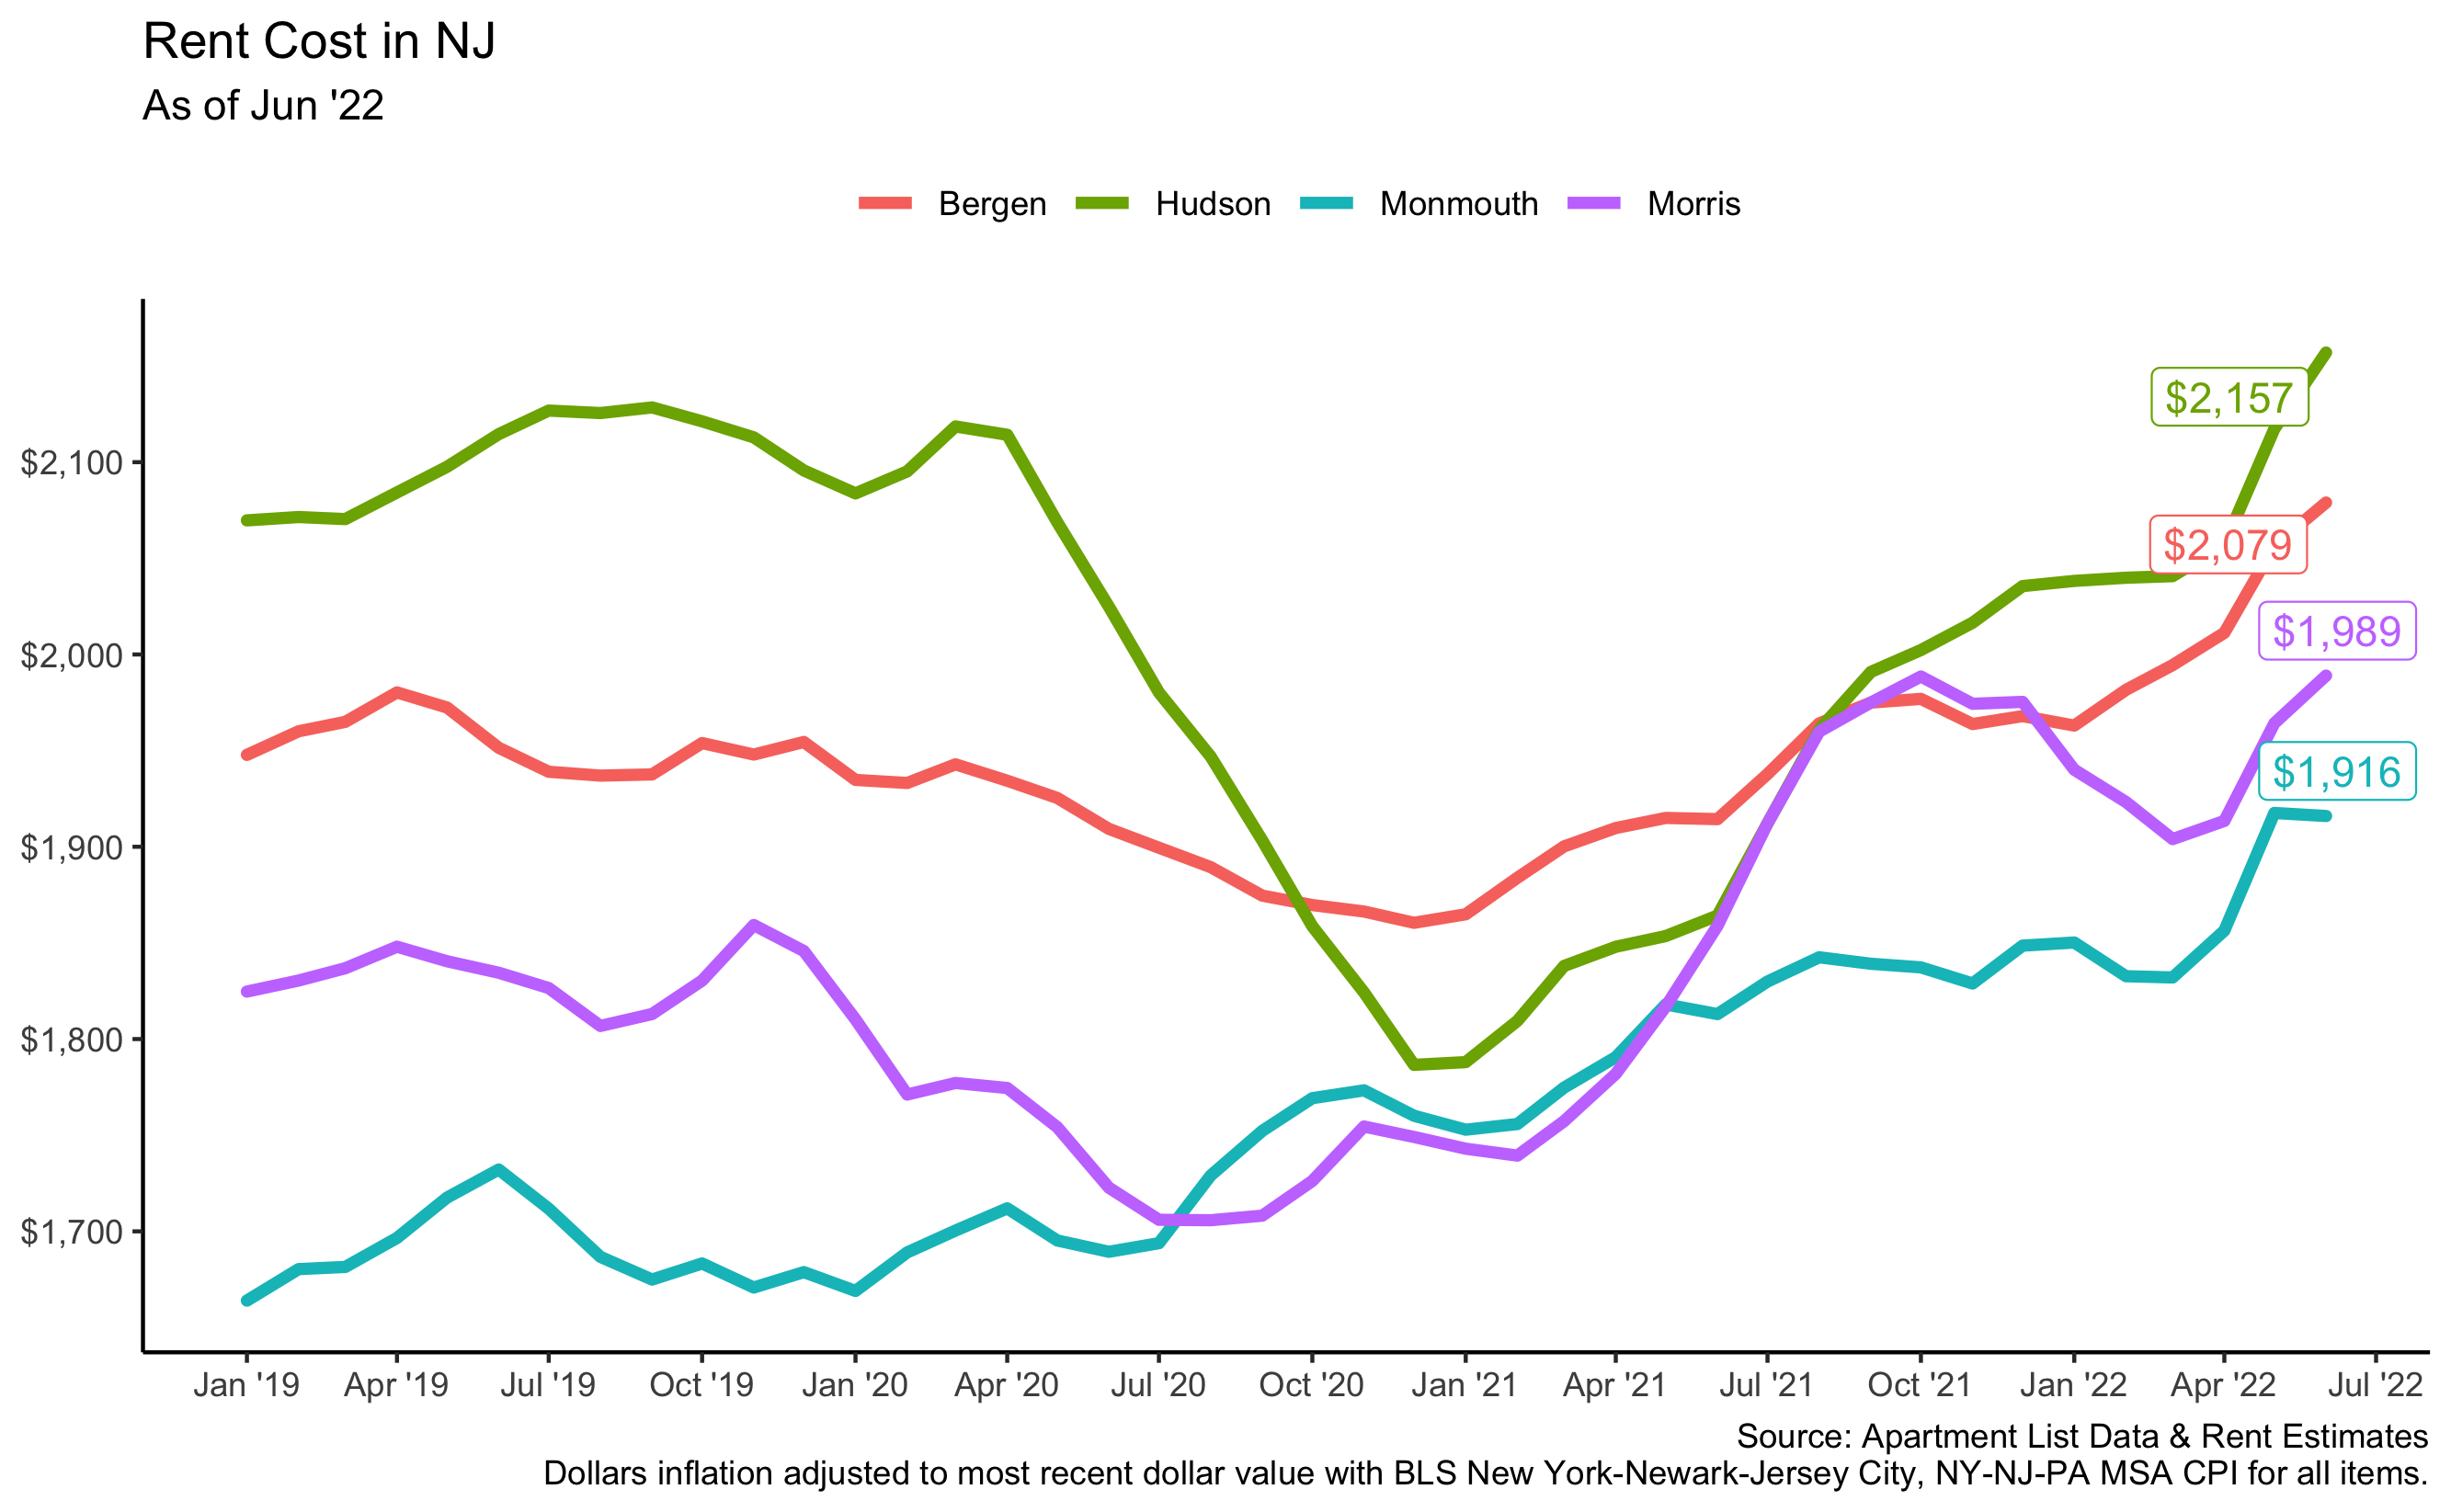 Rent Cost in NJ
As of Jun '22
Bergen Hudson Monmouth Morris
$2,157
$2,100
$2,079
$1,989
$2,000
$1,916
$1,900
$1,800
$1,700
Jan '19 Apr '19 Jul '19 Oct '19 Jan '20 Apr '20 Jul '20 Oct '20 Jan '21 Apr '21 Jul '21 Oct '21 Jan '22 Apr '22 Jul '22
Source: Apartment List Data & Rent Estimates
Dollars inflation adjusted to most recent dollar value with BLS New York-Newark-Jersey City, NY-NJ-PA MSA CPI for all items.